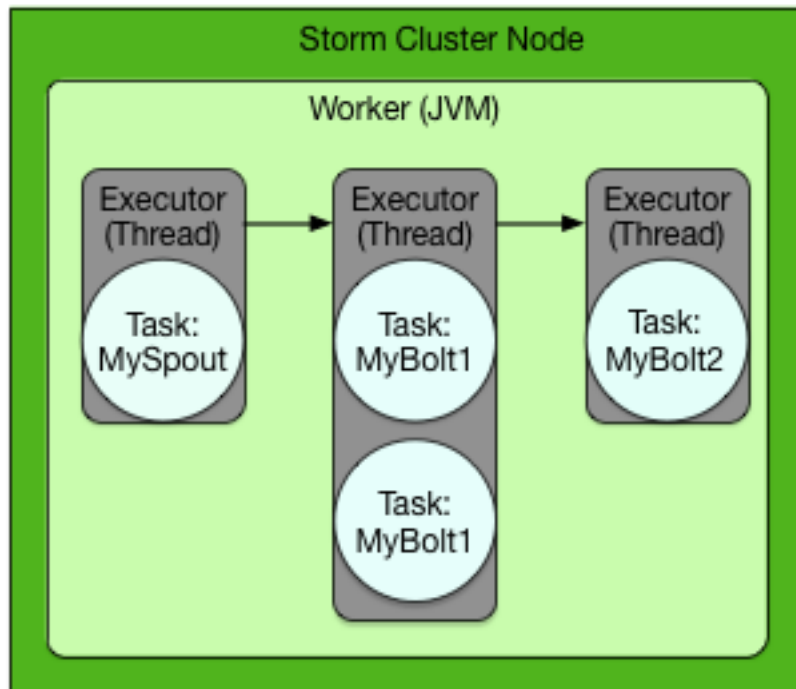 Storm Cluster Node
Worker (JVM)
Executor
(Thread)
Task:
MySpout
Executor
(Thread)
Task:
MyBolt1
Task:
MyBolt1
Executor
(Thread)
Task:
MyBolt2